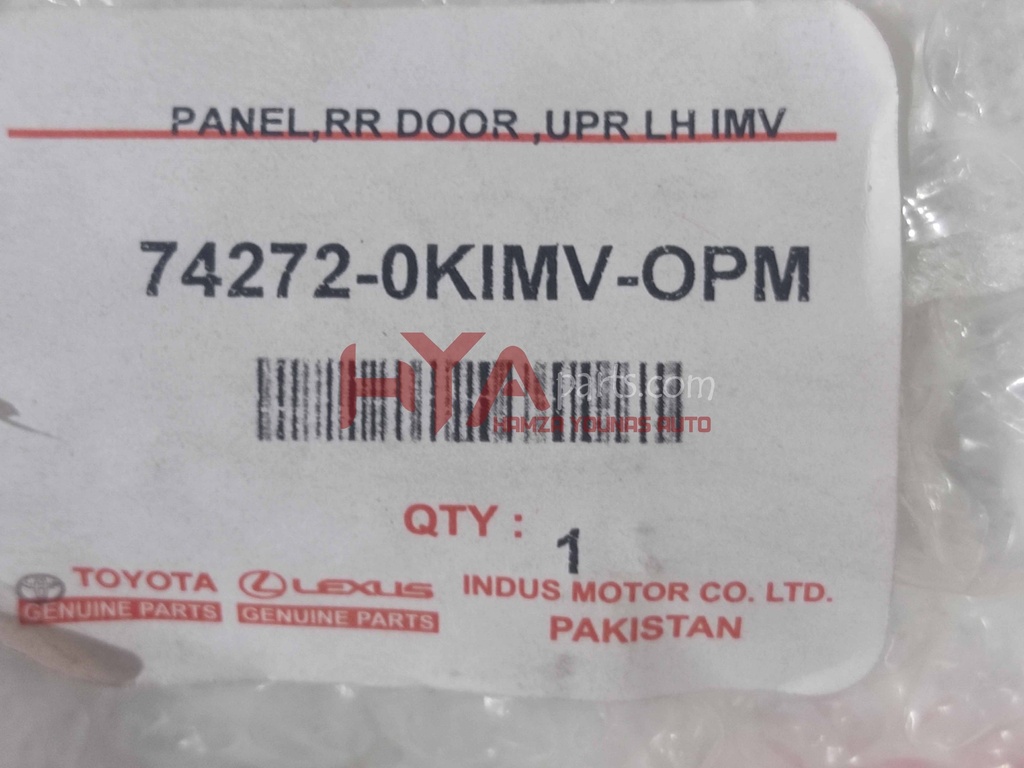 PANEL,RR DOOR ,UPR LH IMV
74272-0KIMV-OPM
HYA parts.com
HAMZA YOUNAS AUTO
QTY : 1
TOYOTA LEXUS INDUS MOTOR CO. LTD.
GENUINE PARTS GENUINE PARTS PAKISTAN